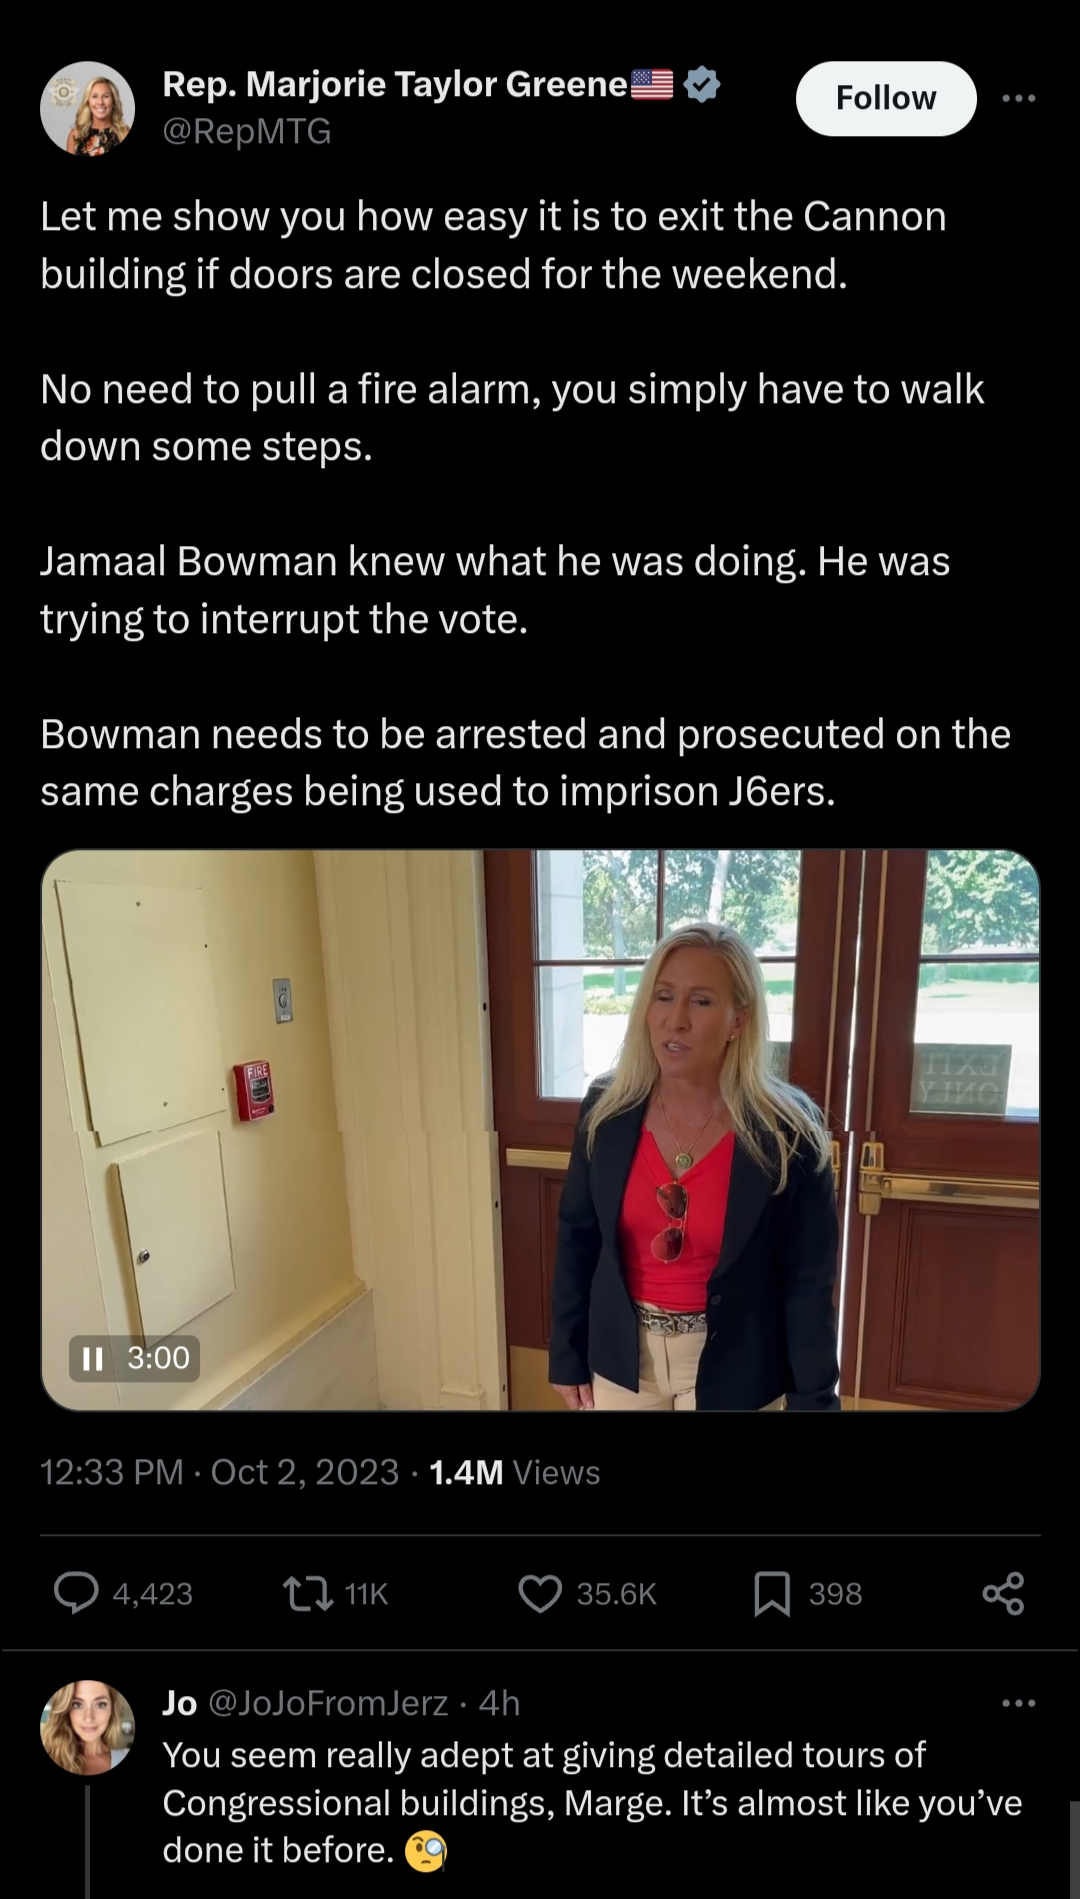 Rep. Marjorie Taylor Greene🇺🇸
@RepMTG
Follow
Let me show you how easy it is to exit the Cannon
building if doors are closed for the weekend.
No need to pull a fire alarm, you simply have to walk
down some steps.
Jamaal Bowman knew what he was doing. He was
trying to interrupt the vote.
Bowman needs to be arrested and prosecuted on the
same charges being used to imprison J6ers.
FIRE
EXIT
ONLY
3:00
12:33 PM · Oct 2, 2023 · 1.4M Views
4,423 11K 35.6K 398
Jo @JoJoFromJerz · 4h
You seem really adept at giving detailed tours of
Congressional buildings, Marge. It’s almost like you’ve
done it before. 🧐